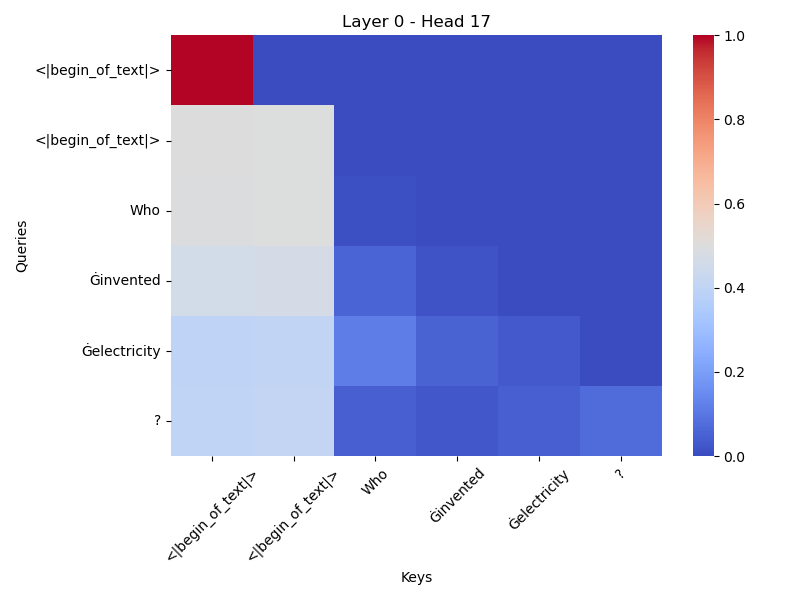 Layer 0 - Head 17
<|begin_of_text|>
<|begin_of_text|>
Who
Ġinvented
Ġelectricity
?
Queries
<|begin_of_text|>
<|begin_of_text|>
Who
Ġinvented
Ġelectricity
?
Keys
1.0
0.8
0.6
0.4
0.2
0.0